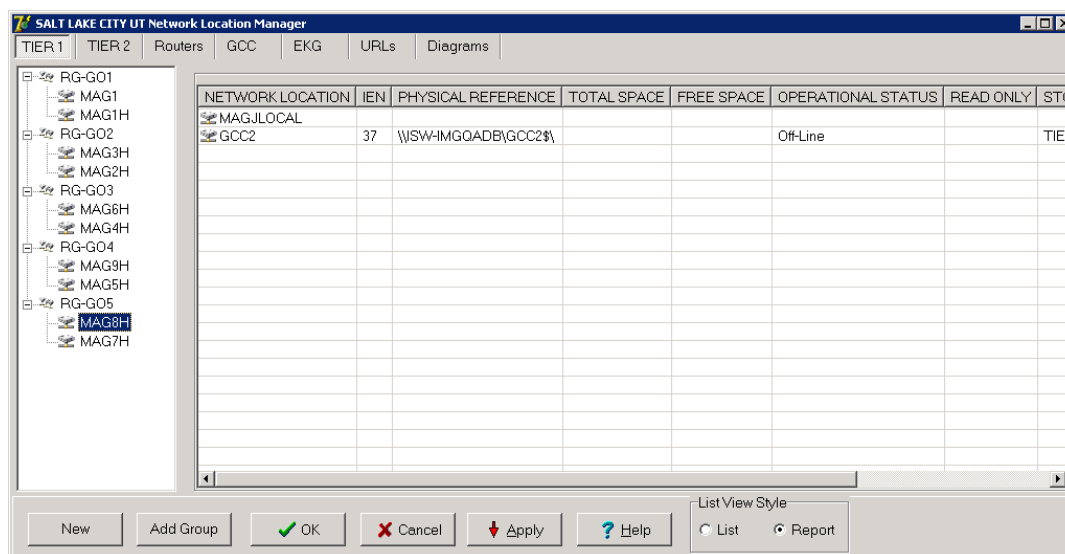 SALT LAKE CITY UT Network Location Manager
TIER 1 TIER 2 Routers GCC EKG URLs Diagrams
RG-GO1
MAG1
MAG1H
RG-GO2
MAG3H
MAG2H
RG-GO3
MAG6H
MAG4H
RG-GO4
MAG9H
MAG5H
RG-GO5
MAG8H
MAG7H
NETWORK LOCATION IEN PHYSICAL REFERENCE TOTAL SPACE FREE SPACE OPERATIONAL STATUS READ ONLY STO
MAGJLOCAL
GCC2 37 \\ISW-IMGQADB\GCC2$\ Off-Line TIE
New Add Group OK Cancel Apply Help
List View Style
List Report